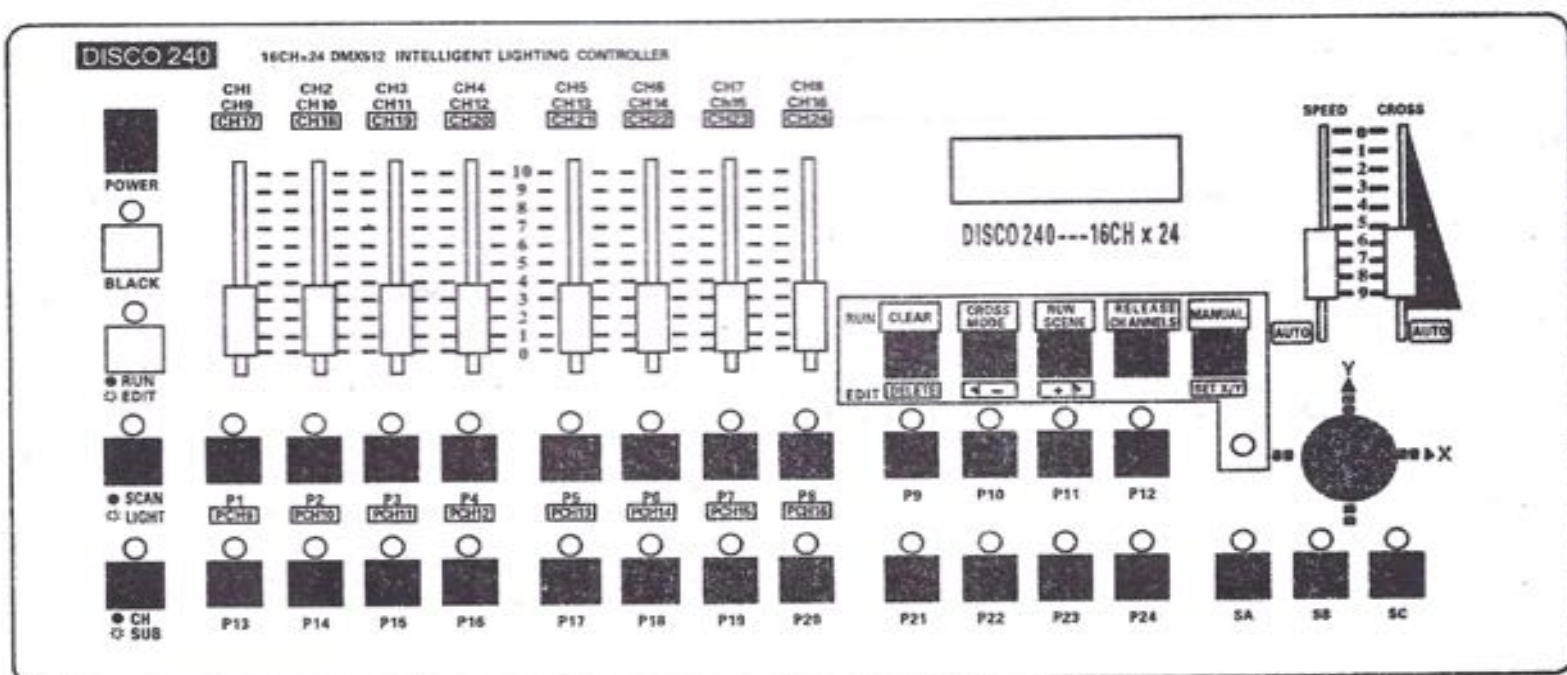 DISCO 240 16CH×24 DMX512 INTELLIGENT LIGHTING CONTROLLER
CH1 CH2 CH3 CH4 CH5 CH6 CH7 CH8
CH9 CH10 CH11 CH12 CH13 CH14 Ch15 CH16
CH17 CH18 CH19 CH20 CH21 CH22 CH23 CH24
SPEED CROSS
POWER
10
9
8
7
6
5
4
3
2
1
0
0
1
2
3
4
5
6
7
8
9
DISCO 240---16CH x 24
BLACK
RUN CLEAR CROSS MODE RUN SCENE RELEASE CHANNELS MANUAL
AUTO AUTO
EDIT DELETE ◀ − + ▶ SET X/Y
● RUN
☼ EDIT
Y
X
● SCAN
☼ LIGHT
P1 P2 P3 P4 P5 P6 P7 P8 P9 P10 P11 P12
PCH9 PCH10 PCH11 PCH12 PCH13 PCH14 PCH15 PCH16
● CH
☼ SUB
P13 P14 P15 P16 P17 P18 P19 P20 P21 P22 P23 P24 SA SB SC